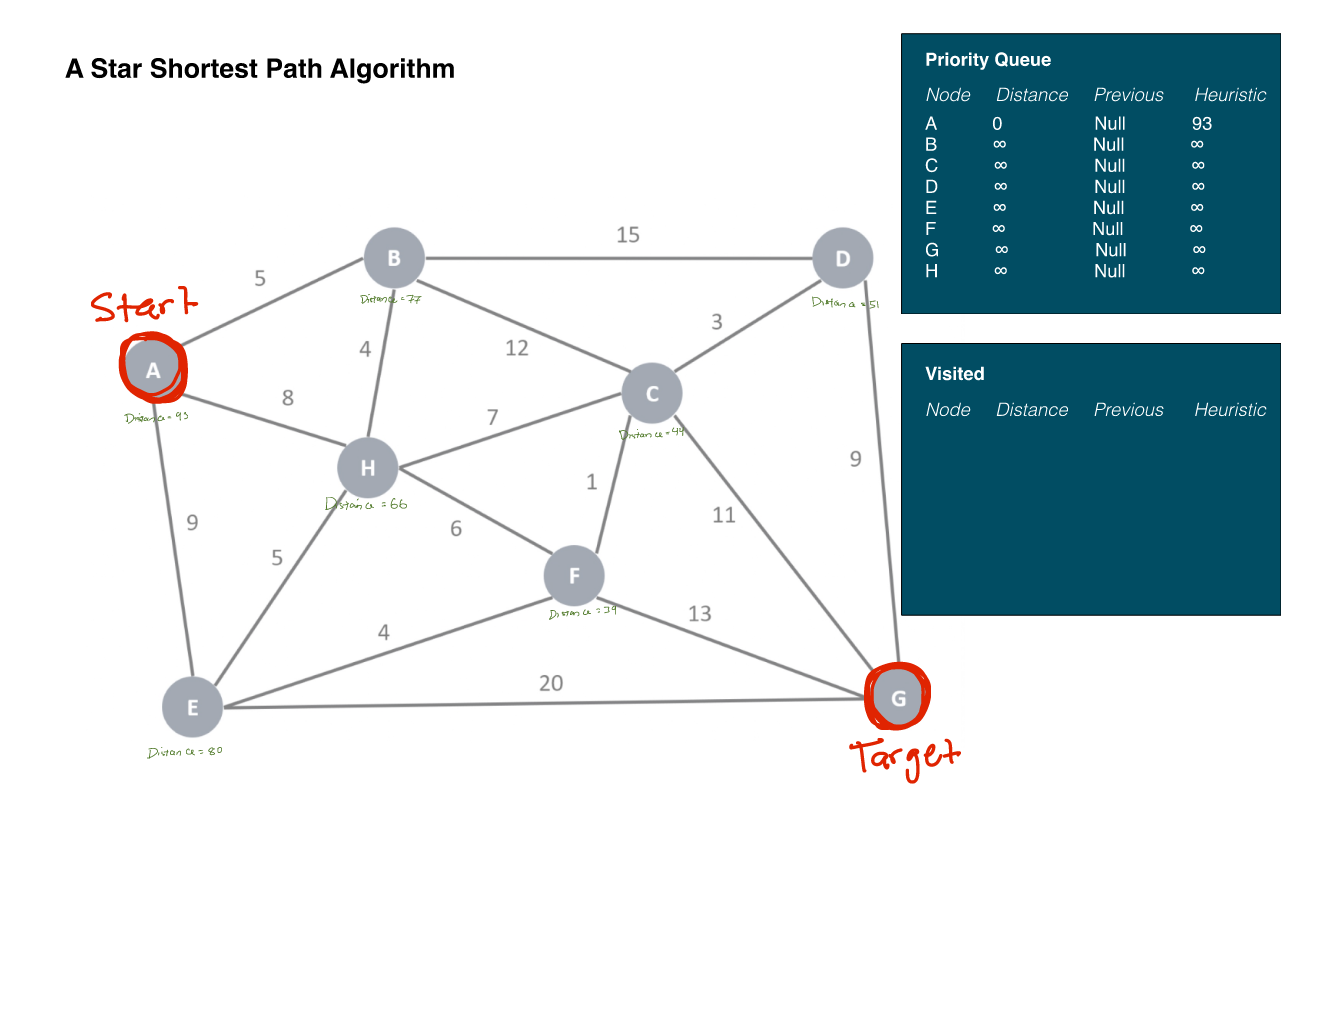 A Star Shortest Path Algorithm
Priority Queue
Node Distance Previous Heuristic
A 0 Null 93
B ∞ Null ∞
C ∞ Null ∞
D ∞ Null ∞
E ∞ Null ∞
F ∞ Null ∞
G ∞ Null ∞
H ∞ Null ∞
Visited
Node Distance Previous Heuristic
15
B
D
5
Start
Distance = 77
Distance = 51
3
4
12
A
8
C
Distance = 93
7
Distance = 44
9
H
1
Distance = 66
11
9
6
5
F
Distance = 39
13
4
20
G
E
Distance = 80
Target